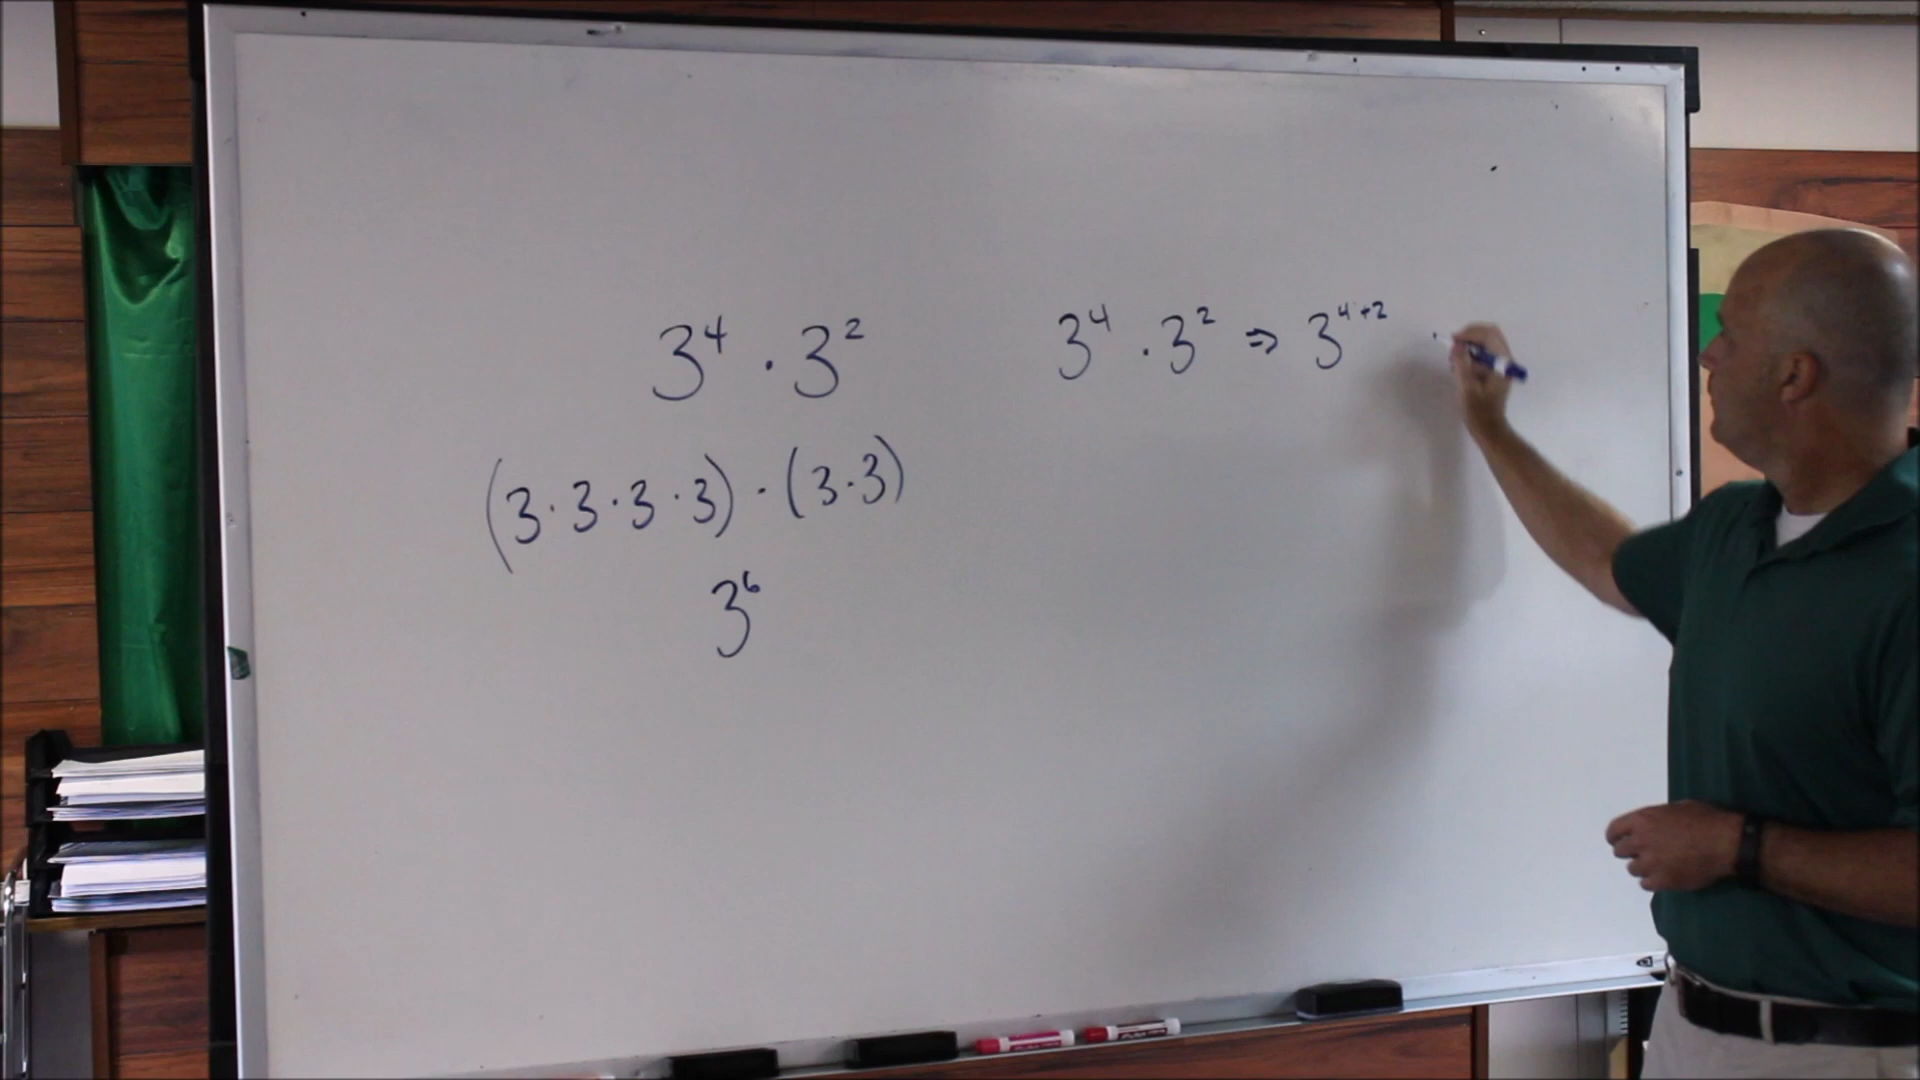 3⁴ · 3²
(3·3·3·3) · (3·3)
3⁶
3⁴ · 3² ⇒ 3⁴⁺²